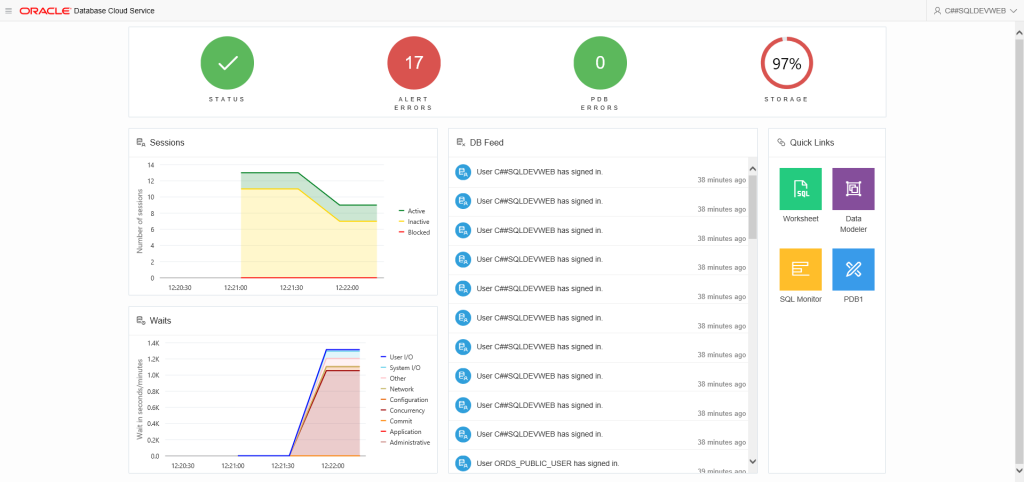 ORACLE Database Cloud Service
C##SQLDEVWEB
17
0
97%
STATUS
ALERT
ERRORS
PDB
ERRORS
STORAGE
Sessions
Number of sessions
14
12
10
8
6
4
2
0
12:20:30
12:21:00
12:21:30
12:22:00
Active
Inactive
Blocked
Waits
Wait in seconds/minutes
1.4K
1.2K
1.0K
0.8K
0.6K
0.4K
0.2K
0.0
12:20:30
12:21:00
12:21:30
12:22:00
User I/O
System I/O
Other
Network
Configuration
Concurrency
Commit
Application
Administrative
DB Feed
User C##SQLDEVWEB has signed in.
38 minutes ago
User C##SQLDEVWEB has signed in.
38 minutes ago
User C##SQLDEVWEB has signed in.
38 minutes ago
User C##SQLDEVWEB has signed in.
38 minutes ago
User C##SQLDEVWEB has signed in.
38 minutes ago
User C##SQLDEVWEB has signed in.
38 minutes ago
User C##SQLDEVWEB has signed in.
38 minutes ago
User C##SQLDEVWEB has signed in.
38 minutes ago
User C##SQLDEVWEB has signed in.
38 minutes ago
User C##SQLDEVWEB has signed in.
38 minutes ago
User ORDS_PUBLIC_USER has signed in.
39 minutes ago
Quick Links
SQL
Worksheet
Data
Modeler
SQL Monitor
PDB1